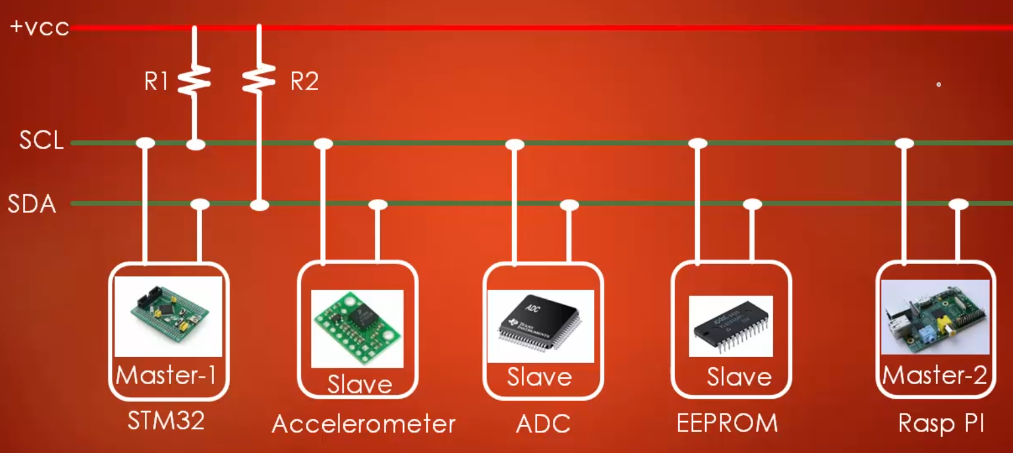 +vcc
R1
R2
SCL
SDA
ADC
Master-1
Slave
Slave
Slave
Master-2
STM32
Accelerometer
ADC
EEPROM
Rasp PI